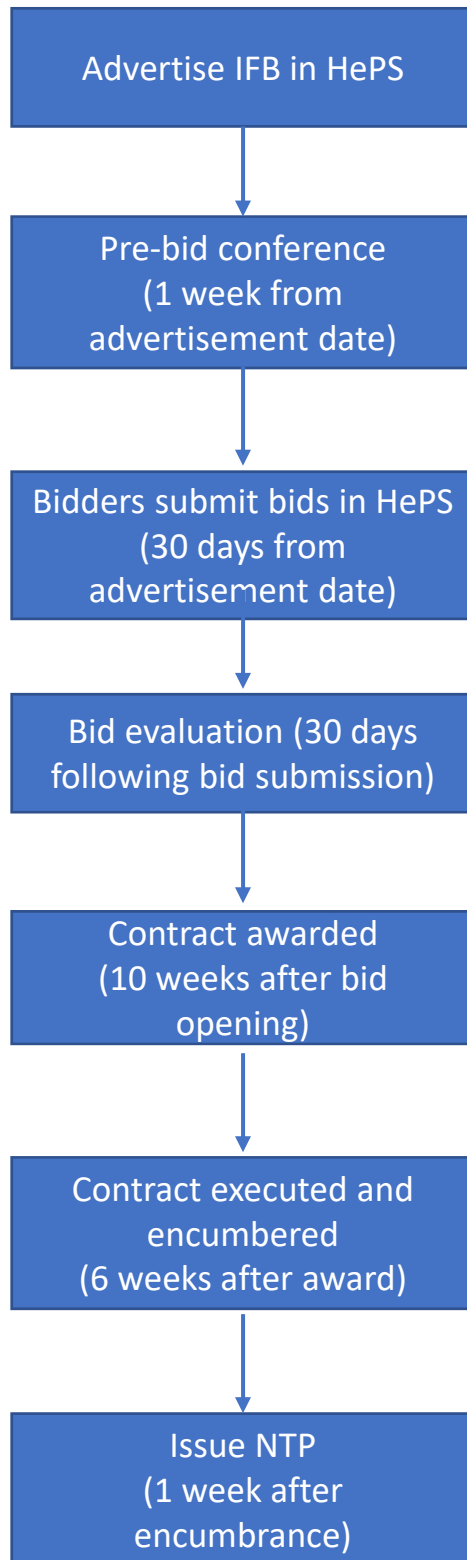 Advertise IFB in HePS
Pre-bid conference
(1 week from
advertisement date)
Bidders submit bids in HePS
(30 days from
advertisement date)
Bid evaluation (30 days
following bid submission)
Contract awarded
(10 weeks after bid
opening)
Contract executed and
encumbered
(6 weeks after award)
Issue NTP
(1 week after
encumbrance)